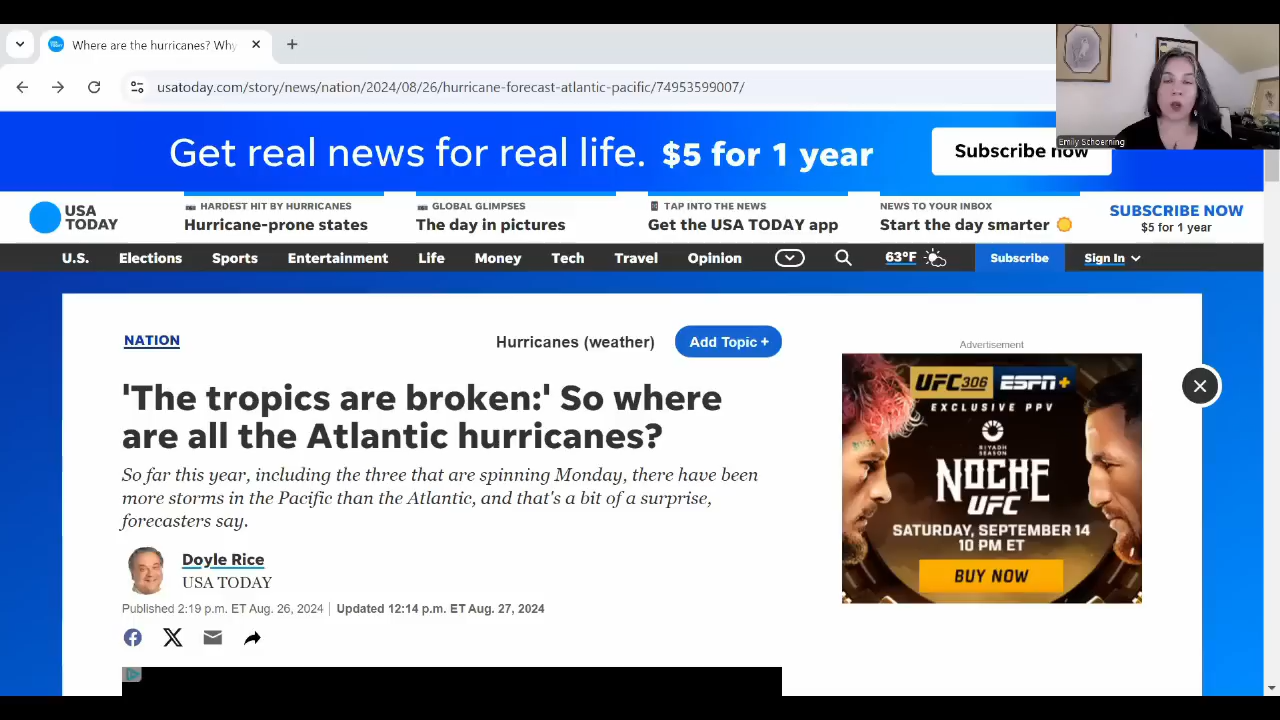 Where are the hurricanes? Why
usatoday.com/story/news/nation/2024/08/26/hurricane-forecast-atlantic-pacific/74953599007/
Emily Schoerning
Get real news for real life. $5 for 1 year
Subscribe now
USA
TODAY
HARDEST HIT BY HURRICANES
Hurricane-prone states
GLOBAL GLIMPSES
The day in pictures
TAP INTO THE NEWS
Get the USA TODAY app
NEWS TO YOUR INBOX
Start the day smarter
SUBSCRIBE NOW
$5 for 1 year
U.S. Elections Sports Entertainment Life Money Tech Travel Opinion 63°F Subscribe Sign In
NATION
Hurricanes (weather) Add Topic +
'The tropics are broken:' So where
are all the Atlantic hurricanes?
So far this year, including the three that are spinning Monday, there have been
more storms in the Pacific than the Atlantic, and that's a bit of a surprise,
forecasters say.
Doyle Rice
USA TODAY
Published 2:19 p.m. ET Aug. 26, 2024 | Updated 12:14 p.m. ET Aug. 27, 2024
Advertisement
UFC 306 ESPN+
EXCLUSIVE PPV
RIYADH
SEASON
NOCHE
UFC
SATURDAY, SEPTEMBER 14
10 PM ET
BUY NOW